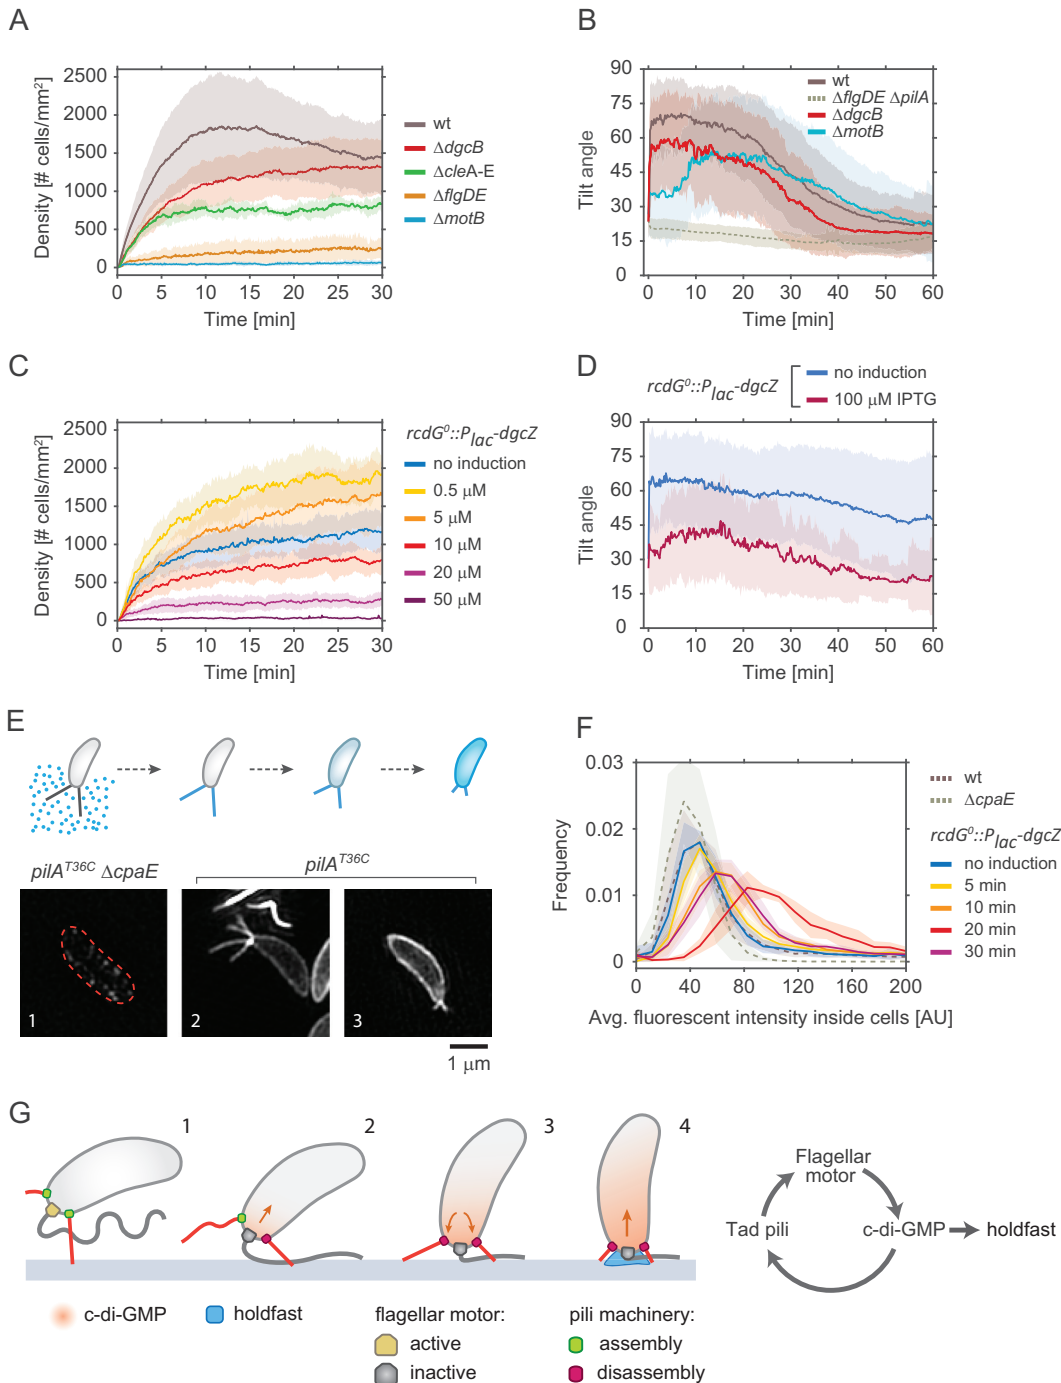 A
Density [# cells/mm²]
2500
2000
1500
1000
500
0
0 5 10 15 20 25 30
Time [min]
wt
ΔdgcB
ΔcleA-E
ΔflgDE
ΔmotB
B
Tilt angle
90
75
60
45
30
15
0
0 10 20 30 40 50 60
Time [min]
wt
ΔflgDE ΔpilA
ΔdgcB
ΔmotB
C
Density [# cells/mm²]
2500
2000
1500
1000
500
0
0 5 10 15 20 25 30
Time [min]
rcdG⁰::Plac-dgcZ
no induction
0.5 µM
5 µM
10 µM
20 µM
50 µM
D
rcdG⁰::Plac-dgcZ
no induction
100 µM IPTG
Tilt angle
90
75
60
45
30
15
0
0 10 20 30 40 50 60
Time [min]
E
pilAᵀ³⁶ᶜ ΔcpaE
pilAᵀ³⁶ᶜ
1
2
3
1 µm
F
Frequency
0.03
0.02
0.01
0
0 40 80 120 160 200
Avg. fluorescent intensity inside cells [AU]
wt
ΔcpaE
rcdG⁰::Plac-dgcZ
no induction
5 min
10 min
20 min
30 min
G
1
2
3
4
Flagellar
motor
Tad pili
c-di-GMP
holdfast
c-di-GMP
holdfast
flagellar motor:
active
inactive
pili machinery:
assembly
disassembly